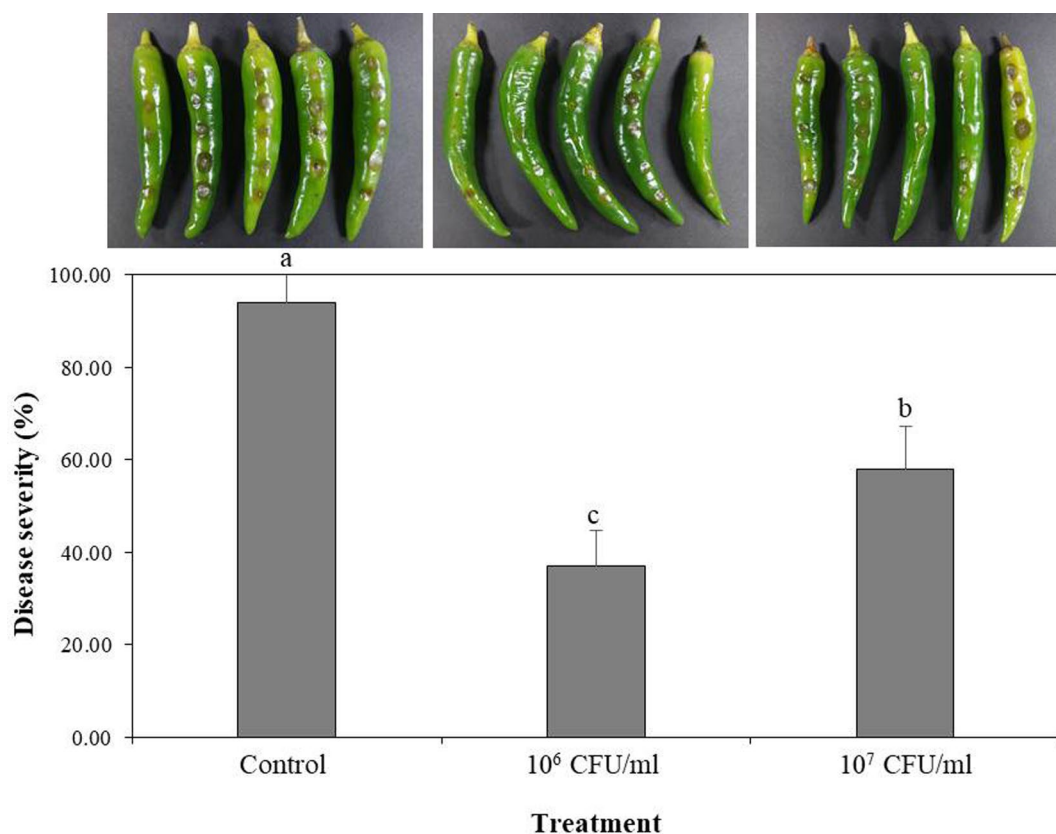 a
100.00
80.00
b
60.00
c
40.00
20.00
0.00
Disease severity (%)
Control
10⁶ CFU/ml
10⁷ CFU/ml
Treatment